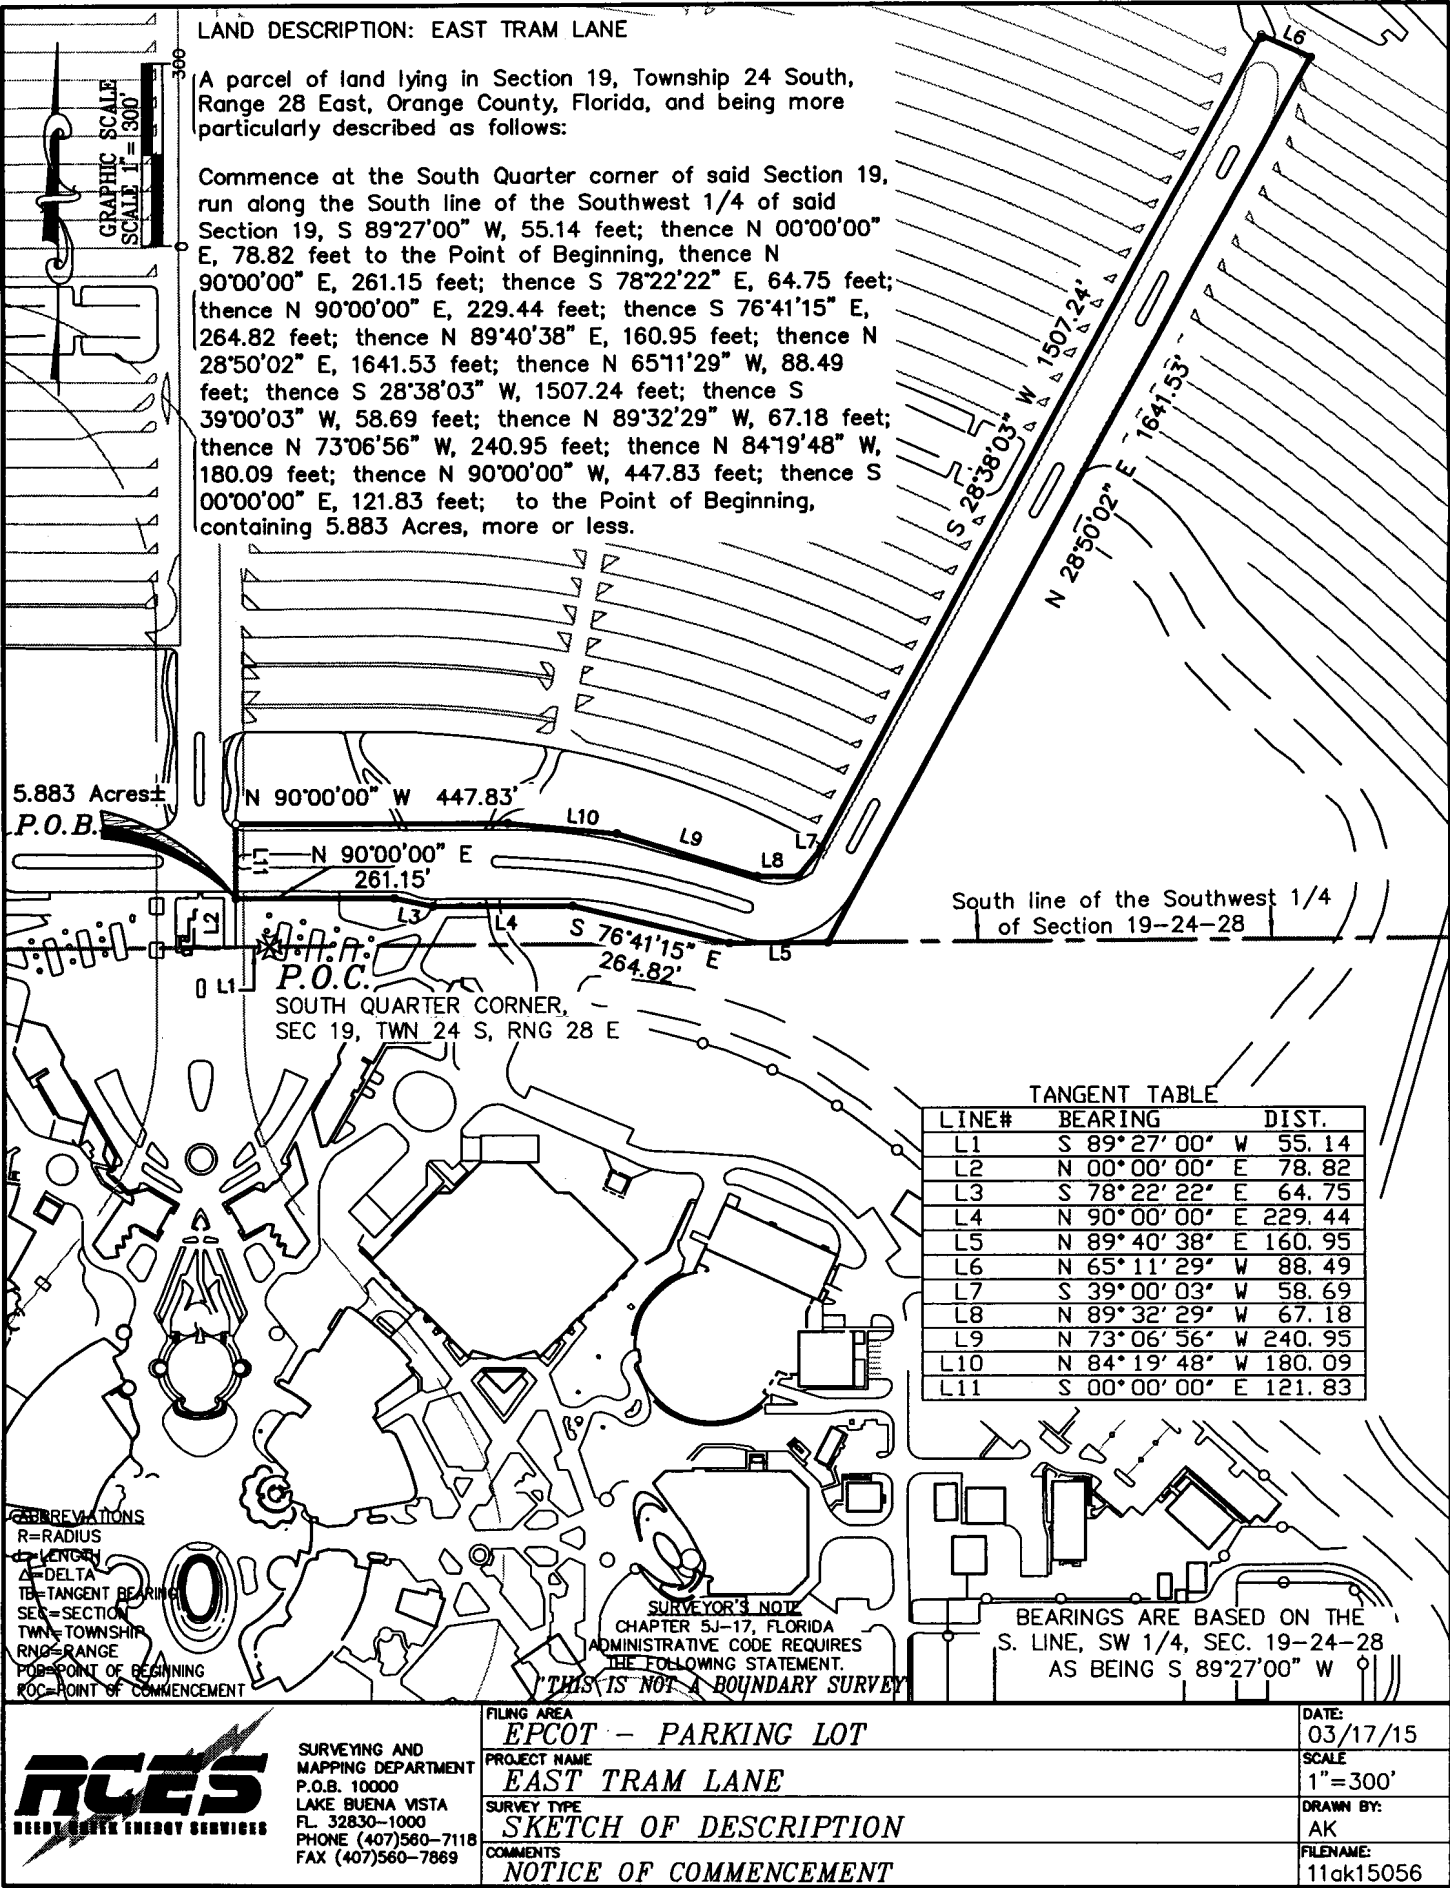 LAND DESCRIPTION: EAST TRAM LANE
A parcel of land lying in Section 19, Township 24 South,
Range 28 East, Orange County, Florida, and being more
particularly described as follows:
Commence at the South Quarter corner of said Section 19,
run along the South line of the Southwest 1/4 of said
Section 19, S 89°27'00" W, 55.14 feet; thence N 00°00'00"
E, 78.82 feet to the Point of Beginning, thence N
90°00'00" E, 261.15 feet; thence S 78°22'22" E, 64.75 feet;
thence N 90°00'00" E, 229.44 feet; thence S 76°41'15" E,
264.82 feet; thence N 89°40'38" E, 160.95 feet; thence N
28°50'02" E, 1641.53 feet; thence N 65°11'29" W, 88.49
feet; thence S 28°38'03" W, 1507.24 feet; thence S
39°00'03" W, 58.69 feet; thence N 89°32'29" W, 67.18 feet;
thence N 73°06'56" W, 240.95 feet; thence N 84°19'48" W,
180.09 feet; thence N 90°00'00" W, 447.83 feet; thence S
00°00'00" E, 121.83 feet; to the Point of Beginning,
containing 5.883 Acres, more or less.
GRAPHIC SCALE
SCALE 1"= 300'
0
300
L6
S 28°38'03" W 1507.24'
N 28°50'02" E 1641.53'
5.883 Acres±
P.O.B.
N 90°00'00" W 447.83'
L10
L9
L8
L7
L11
N 90°00'00" E
261.15'
L2
L3
L4
S 76°41'15" E
264.82'
L5
South line of the Southwest 1/4
of Section 19-24-28
L1
P.O.C.
SOUTH QUARTER CORNER,
SEC 19, TWN 24 S, RNG 28 E
TANGENT TABLE
LINE# BEARING DIST.
L1 S 89°27'00" W 55.14
L2 N 00°00'00" E 78.82
L3 S 78°22'22" E 64.75
L4 N 90°00'00" E 229.44
L5 N 89°40'38" E 160.95
L6 N 65°11'29" W 88.49
L7 S 39°00'03" W 58.69
L8 N 89°32'29" W 67.18
L9 N 73°06'56" W 240.95
L10 N 84°19'48" W 180.09
L11 S 00°00'00" E 121.83
ABBREVIATIONS
R=RADIUS
L=LENGTH
Δ=DELTA
TB=TANGENT BEARING
SEC=SECTION
TWN=TOWNSHIP
RNG=RANGE
POB=POINT OF BEGINNING
POC=POINT OF COMMENCEMENT
SURVEYOR'S NOTE
CHAPTER 5J-17, FLORIDA
ADMINISTRATIVE CODE REQUIRES
THE FOLLOWING STATEMENT.
"THIS IS NOT A BOUNDARY SURVEY
BEARINGS ARE BASED ON THE
S. LINE, SW 1/4, SEC. 19-24-28
AS BEING S 89°27'00" W
RCES
REEDY CREEK ENERGY SERVICES
SURVEYING AND
MAPPING DEPARTMENT
P.O.B. 10000
LAKE BUENA VISTA
FL. 32830-1000
PHONE (407)560-7118
FAX (407)560-7869
FILING AREA
EPCOT - PARKING LOT
PROJECT NAME
EAST TRAM LANE
SURVEY TYPE
SKETCH OF DESCRIPTION
COMMENTS
NOTICE OF COMMENCEMENT
DATE:
03/17/15
SCALE
1"=300'
DRAWN BY:
AK
FILENAME:
11ak15056